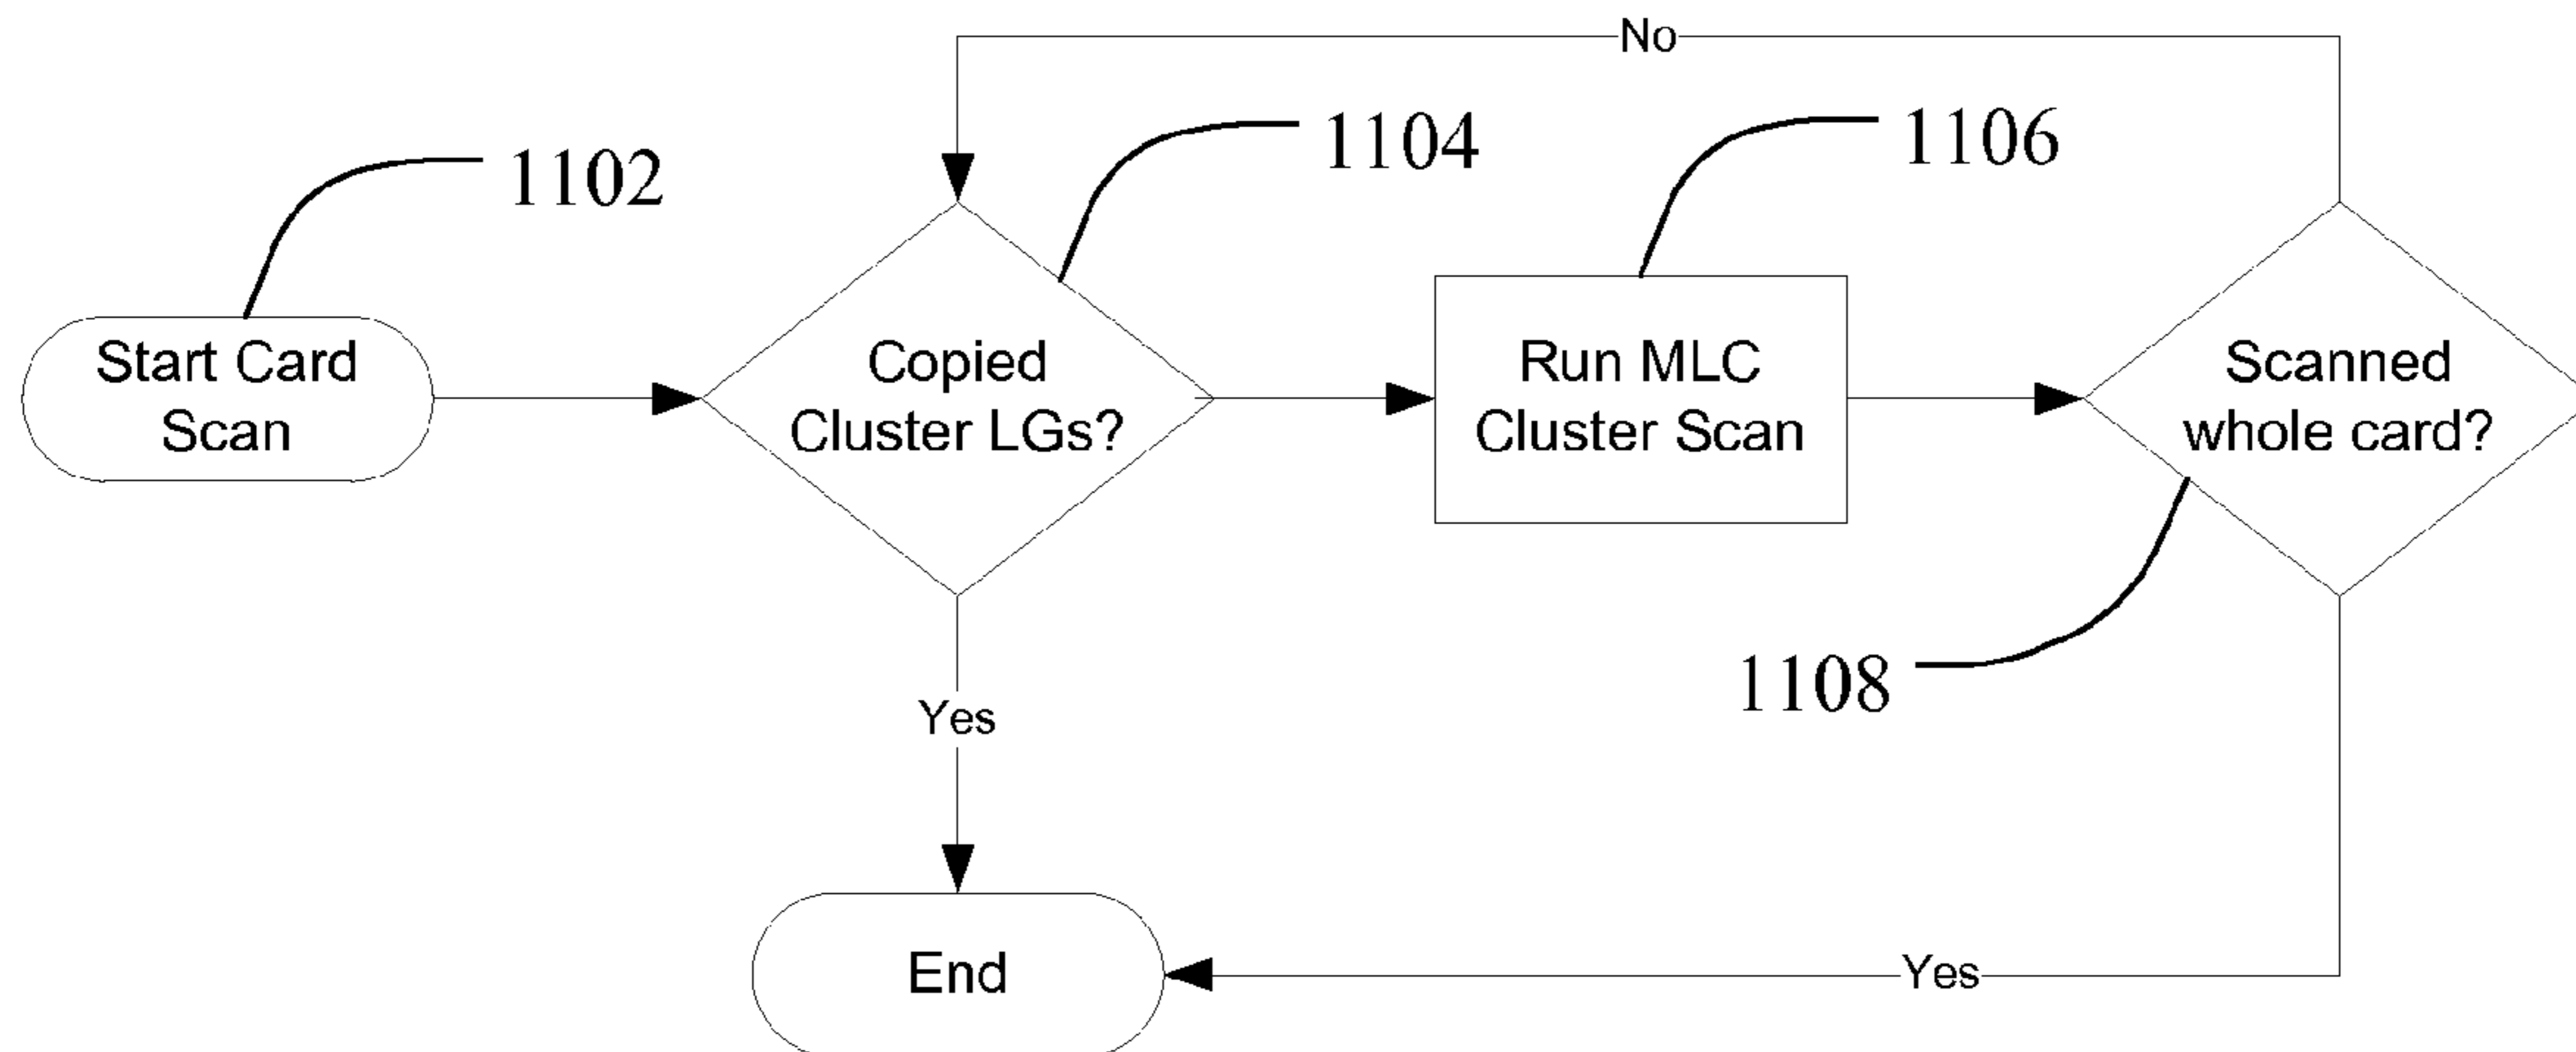 No
1102
1104
1106
Start Card
Scan
Copied
Cluster LGs?
Run MLC
Cluster Scan
Scanned
whole card?
1108
Yes
End
Yes